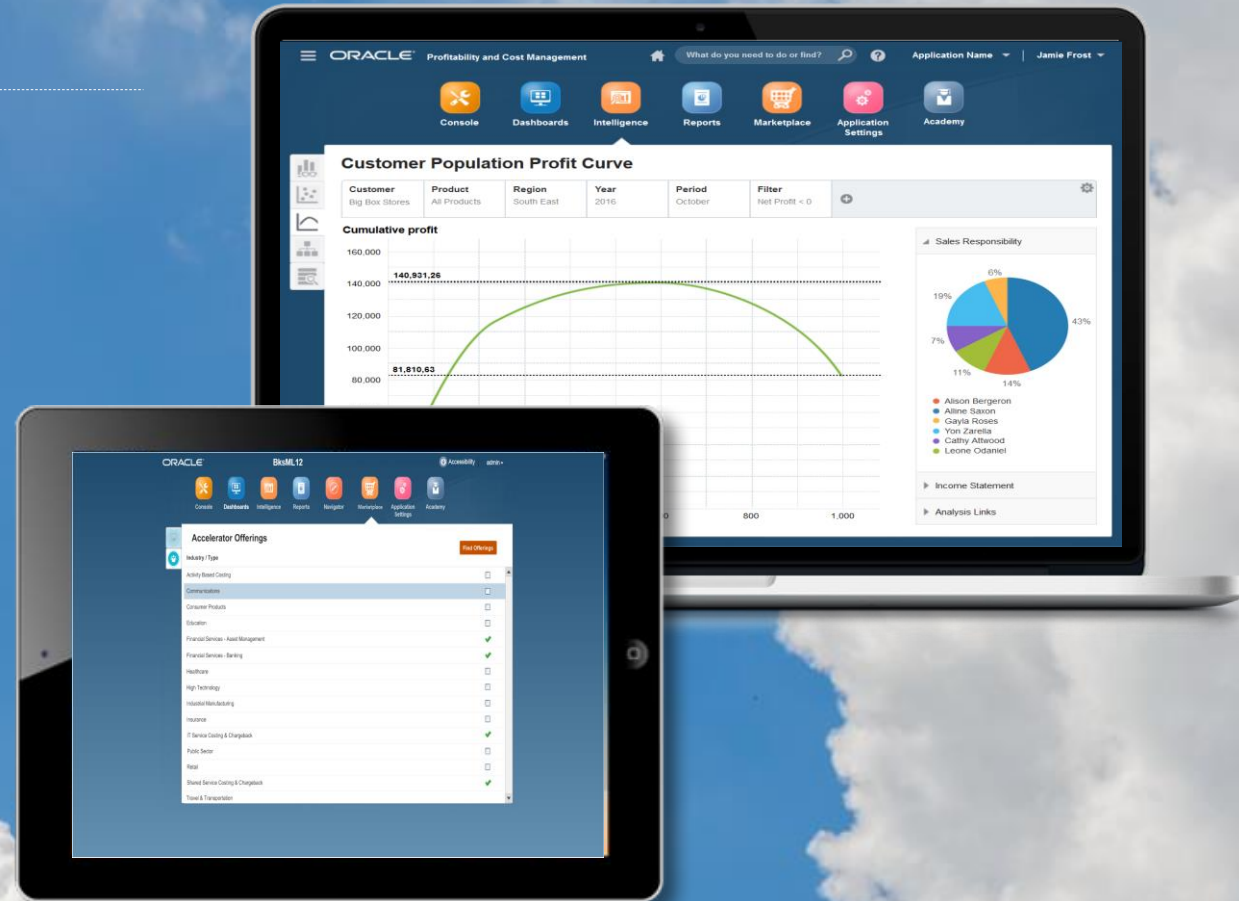 ORACLE Profitability and Cost Management What do you need to do or find? ? Application Name | Jamie Frost
Console Dashboards Intelligence Reports Marketplace Application Settings Academy
Customer Population Profit Curve
Customer Product Region Year Period Filter
Big Box Stores All Products South East 2016 October Net Profit < 0
Cumulative profit
160,000
140,931,26
140,000
120,000
100,000
81,810,63
80,000
800 1,000
Sales Responsibility
6%
19%
43%
7%
11%
14%
Alison Bergeron
Alline Saxon
Gayla Roses
Yon Zarella
Cathy Attwood
Leone Odaniel
Income Statement
Analysis Links
ORACLE BksML12 Accessibility admin
Console Dashboards Intelligence Reports Navigator Marketplace Application Settings Academy
Accelerator Offerings
Find Offerings
Industry / Type
Activity Based Costing
Communications
Consumer Products
Education
Financial Services - Asset Management
Financial Services - Banking
Healthcare
High Technology
Industrial Manufacturing
Insurance
IT Service Costing & Chargeback
Public Sector
Retail
Shared Service Costing & Chargeback
Travel & Transportation